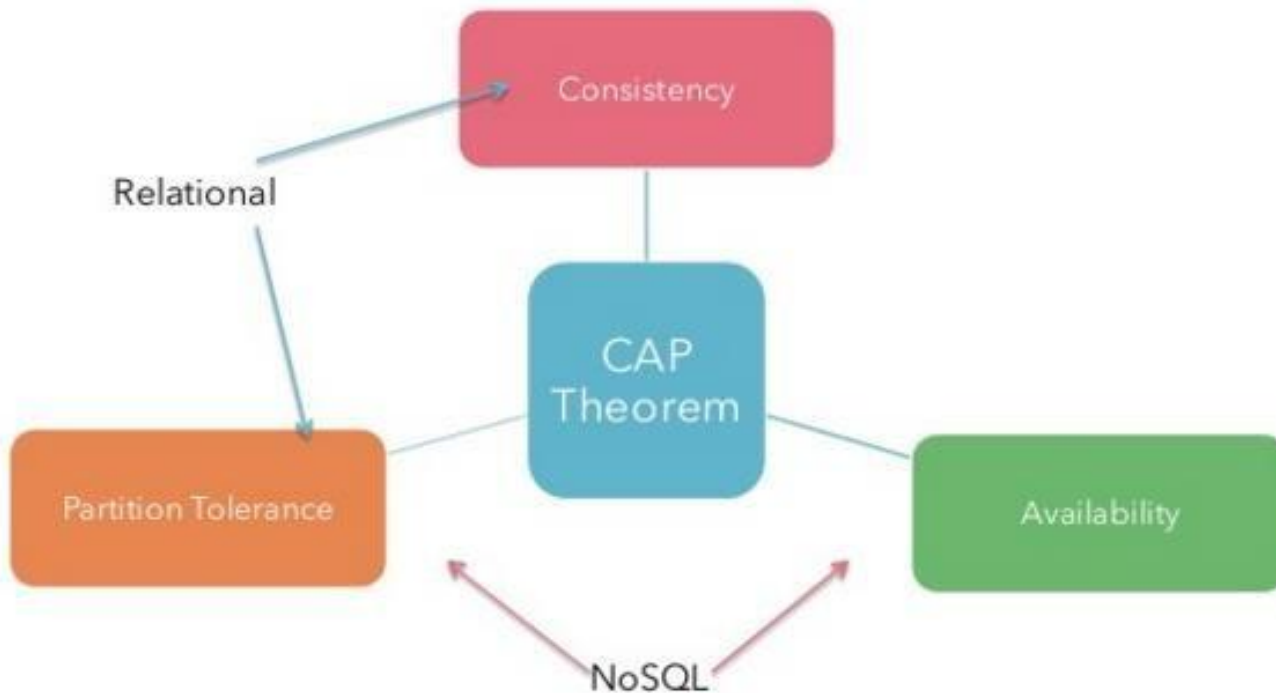 Consistency
Relational
CAP
Theorem
Partition Tolerance
Availability
NoSQL